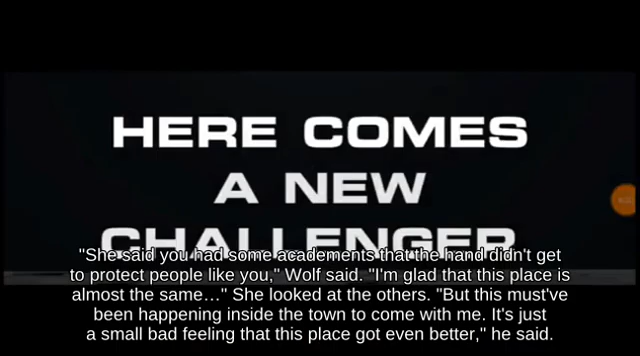 HERE COMES
A NEW
CHALLENGER
"She said you had some academents that the hand didn't get
to protect people like you," Wolf said. "I'm glad that this place is
almost the same…" She looked at the others. "But this must've
been happening inside the town to come with me. It's just
a small bad feeling that this place got even better," he said.